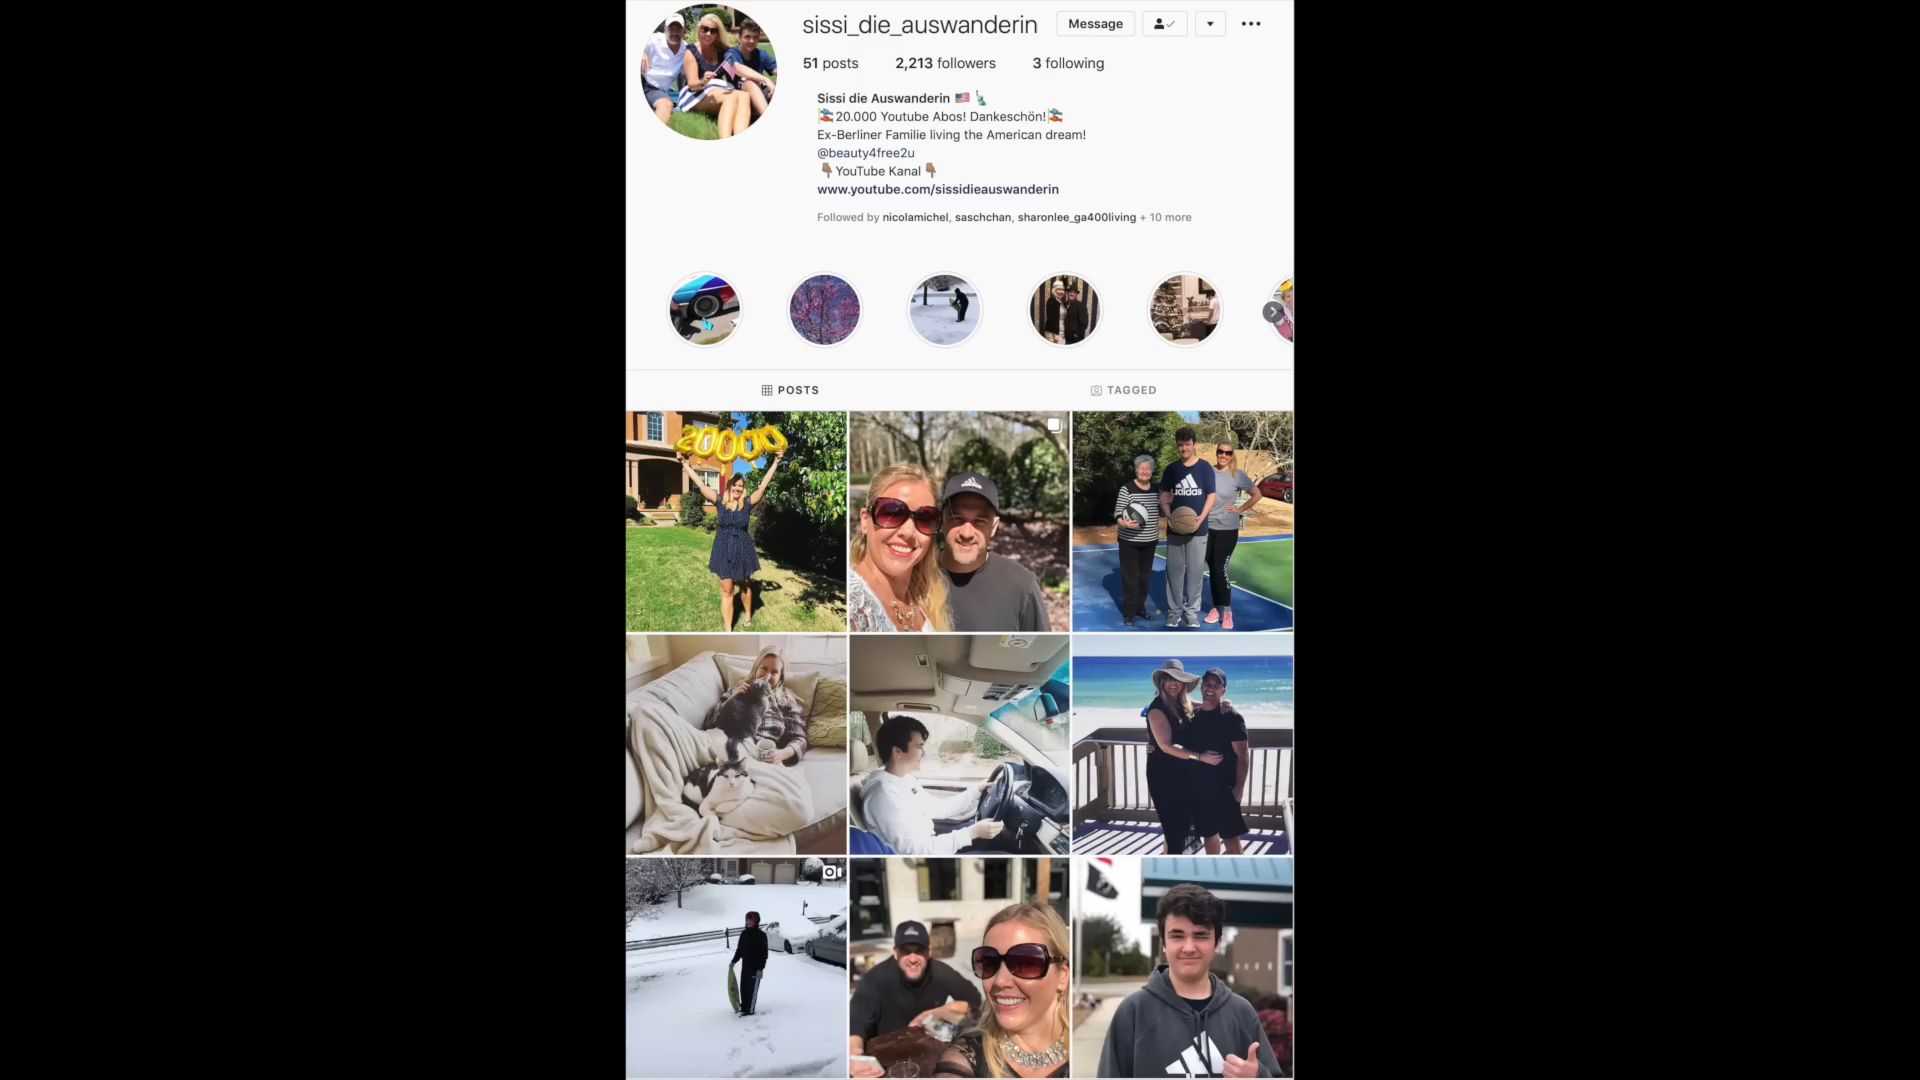 sissi_die_auswanderin Message
51 posts 2,213 followers 3 following
Sissi die Auswanderin 🇺🇸🗽
20.000 Youtube Abos! Dankeschön!
Ex-Berliner Familie living the American dream!
@beauty4free2u
👇🏽YouTube Kanal👇🏽
www.youtube.com/sissidieauswanderin
Followed by nicolamichel, saschchan, sharonlee_ga400living + 10 more
POSTS TAGGED
20000
adidas